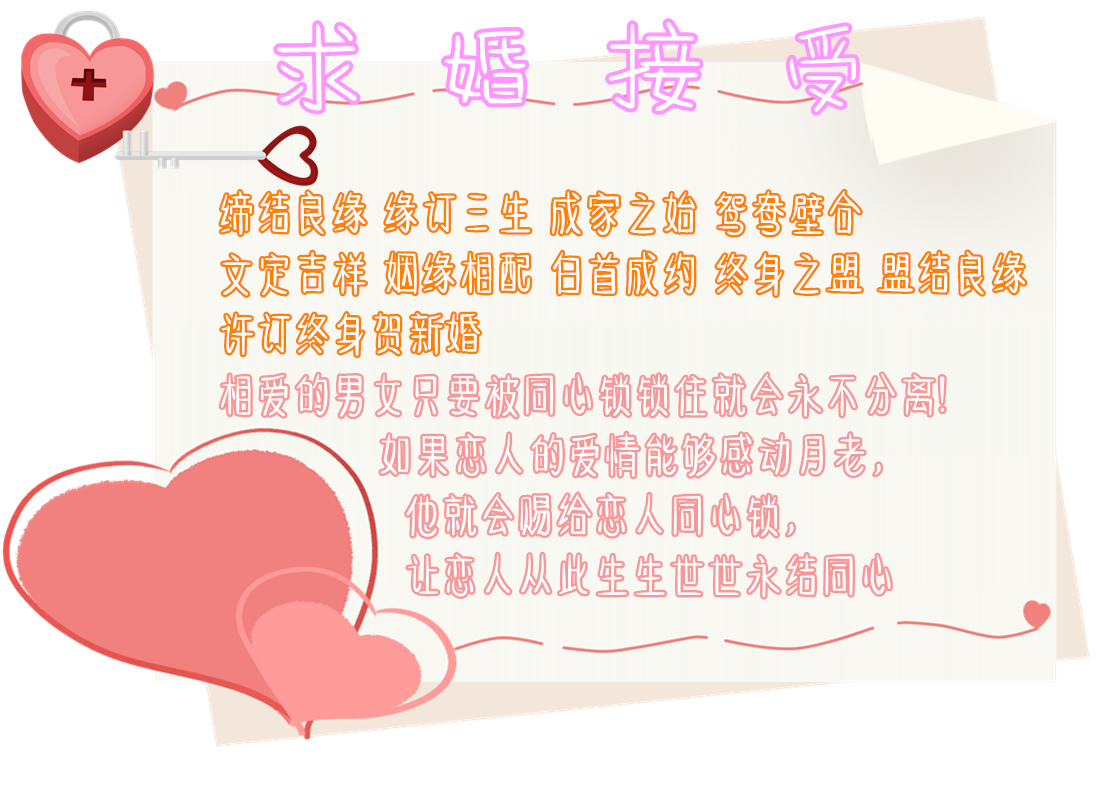 求 婚 接 受
缔结良缘 缘订三生 成家之始 鸳鸯壁合
文定吉祥 姻缘相配 白首成约 终身之盟 盟结良缘
许订终身贺新婚
相爱的男女只要被同心锁锁住就会永不分离!
如果恋人的爱情能够感动月老,
他就会赐给恋人同心锁,
让恋人从此生生世世永结同心